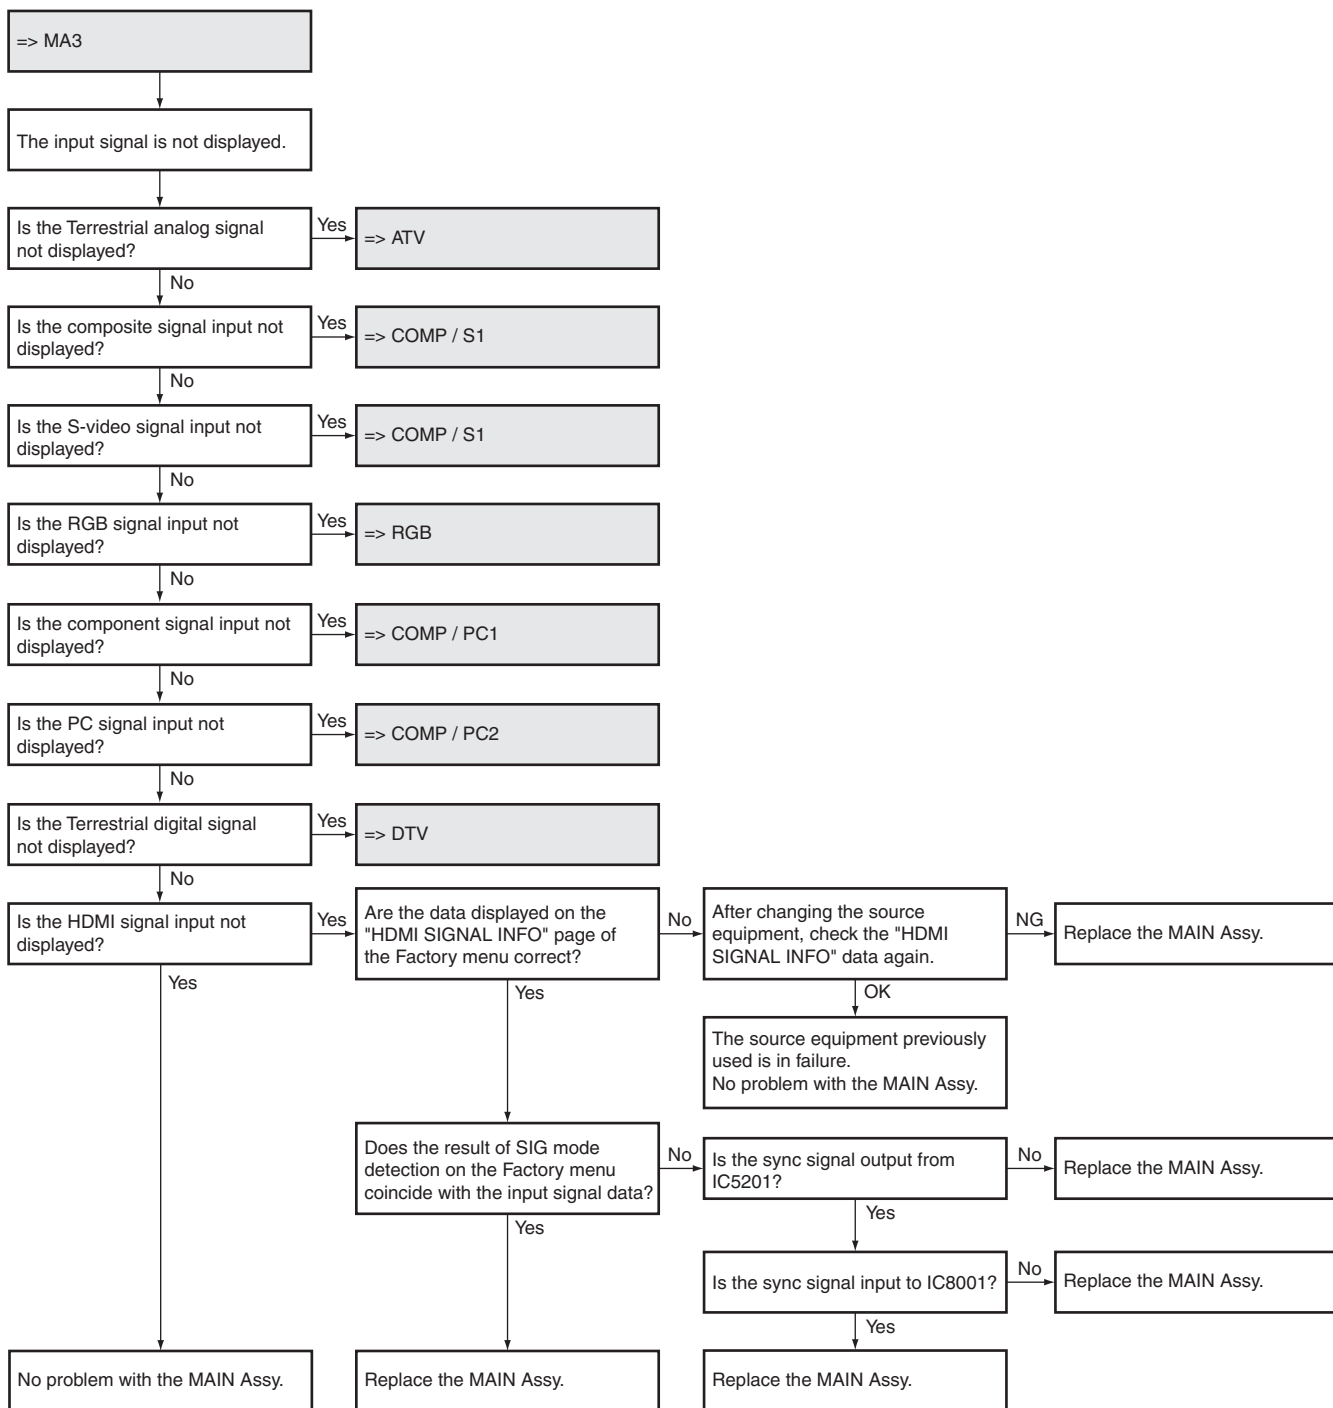 => MA3
The input signal is not displayed.
Is the Terrestrial analog signal
not displayed?
Yes
=> ATV
No
Is the composite signal input not
displayed?
Yes
=> COMP / S1
No
Is the S-video signal input not
displayed?
Yes
=> COMP / S1
No
Is the RGB signal input not
displayed?
Yes
=> RGB
No
Is the component signal input not
displayed?
Yes
=> COMP / PC1
No
Is the PC signal input not
displayed?
Yes
=> COMP / PC2
No
Is the Terrestrial digital signal
not displayed?
Yes
=> DTV
No
Is the HDMI signal input not
displayed?
Yes
Are the data displayed on the
"HDMI SIGNAL INFO" page of
the Factory menu correct?
No
After changing the source
equipment, check the "HDMI
SIGNAL INFO" data again.
NG
Replace the MAIN Assy.
Yes
Yes
OK
The source equipment previously
used is in failure.
No problem with the MAIN Assy.
Does the result of SIG mode
detection on the Factory menu
coincide with the input signal data?
No
Is the sync signal output from
IC5201?
No
Replace the MAIN Assy.
Yes
Yes
Is the sync signal input to IC8001?
No
Replace the MAIN Assy.
Yes
No problem with the MAIN Assy.
Replace the MAIN Assy.
Replace the MAIN Assy.